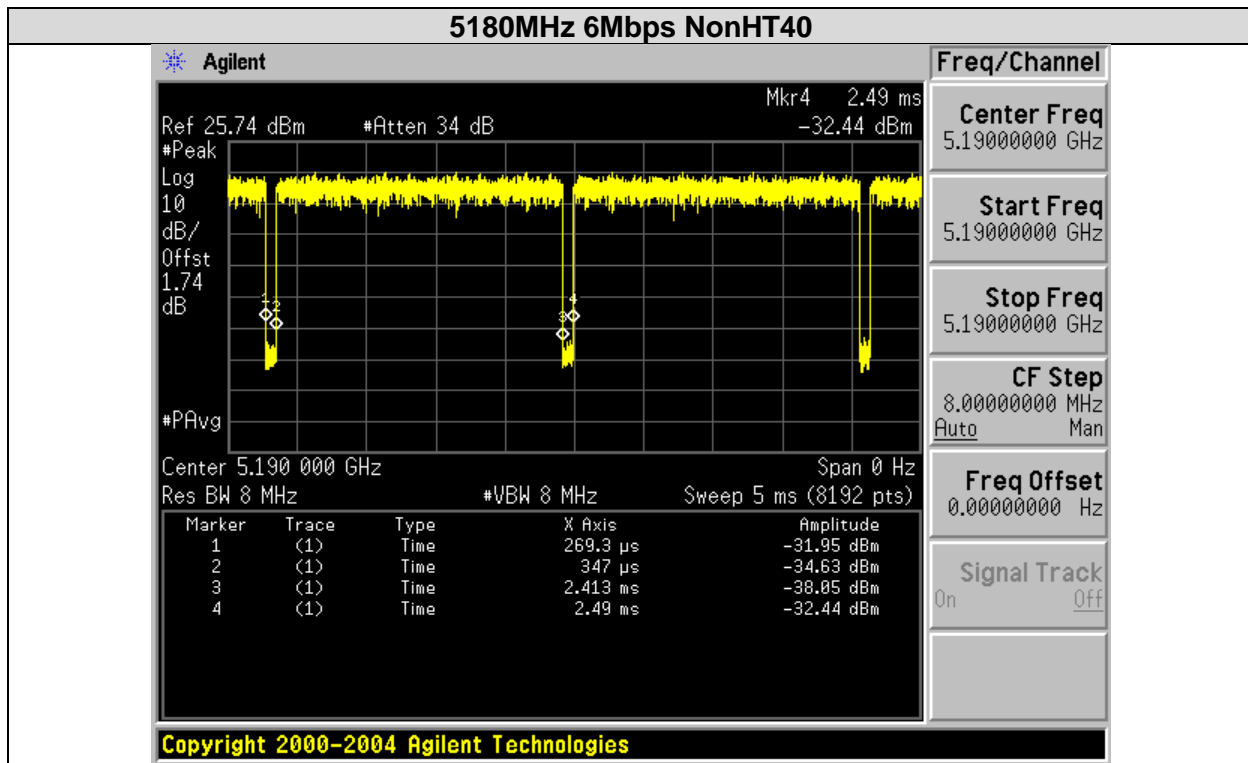 5180MHz 6Mbps NonHT40
Agilent
Freq/Channel
Mkr4 2.49 ms
Ref 25.74 dBm #Atten 34 dB -32.44 dBm
#Peak
Log
10
dB/
Offst
1.74
dB
1
2
3
4
#PAvg
Center 5.190 000 GHz Span 0 Hz
Res BW 8 MHz #VBW 8 MHz Sweep 5 ms (8192 pts)
Marker Trace Type X Axis Amplitude
1 (1) Time 269.3 µs -31.95 dBm
2 (1) Time 347 µs -34.63 dBm
3 (1) Time 2.413 ms -38.05 dBm
4 (1) Time 2.49 ms -32.44 dBm
Center Freq
5.19000000 GHz
Start Freq
5.19000000 GHz
Stop Freq
5.19000000 GHz
CF Step
8.00000000 MHz
Auto Man
Freq Offset
0.00000000 Hz
Signal Track
On Off
Copyright 2000-2004 Agilent Technologies